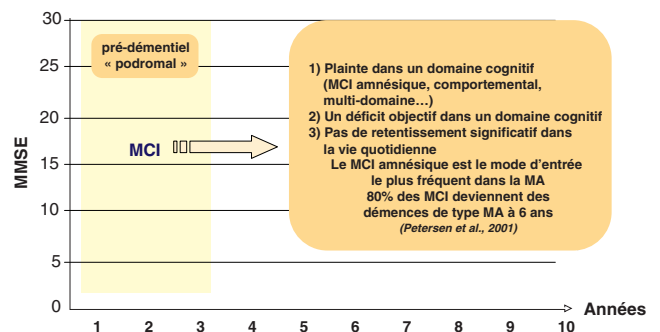 30
25
20
15
10
5
0
MMSE
pré-démentiel
« podromal »
MCI
1) Plainte dans un domaine cognitif
(MCI amnésique, comportemental,
multi-domaine…)
2) Un déficit objectif dans un domaine cognitif
3) Pas de retentissement significatif dans
la vie quotidienne
Le MCI amnésique est le mode d'entrée
le plus fréquent dans la MA
80% des MCI deviennent des
démences de type MA à 6 ans
(Petersen et al., 2001)
Années
1 2 3 4 5 6 7 8 9 10